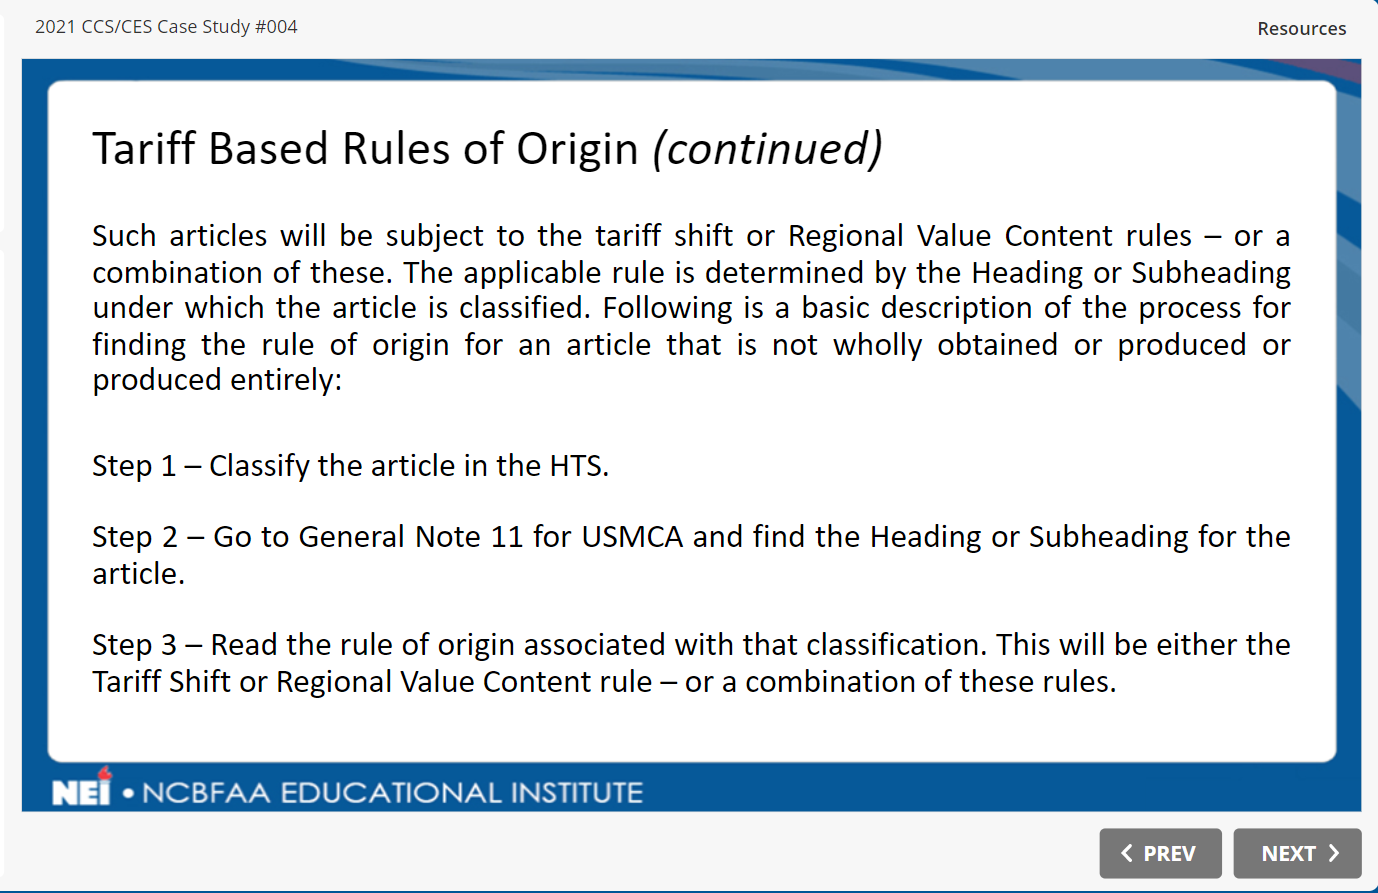 2021 CCS/CES Case Study #004
Resources
Tariff Based Rules of Origin (continued)
Such articles will be subject to the tariff shift or Regional Value Content rules – or a
combination of these. The applicable rule is determined by the Heading or Subheading
under which the article is classified. Following is a basic description of the process for
finding the rule of origin for an article that is not wholly obtained or produced or
produced entirely:
Step 1 – Classify the article in the HTS.
Step 2 – Go to General Note 11 for USMCA and find the Heading or Subheading for the
article.
Step 3 – Read the rule of origin associated with that classification. This will be either the
Tariff Shift or Regional Value Content rule – or a combination of these rules.
NEI • NCBFAA EDUCATIONAL INSTITUTE
PREV
NEXT